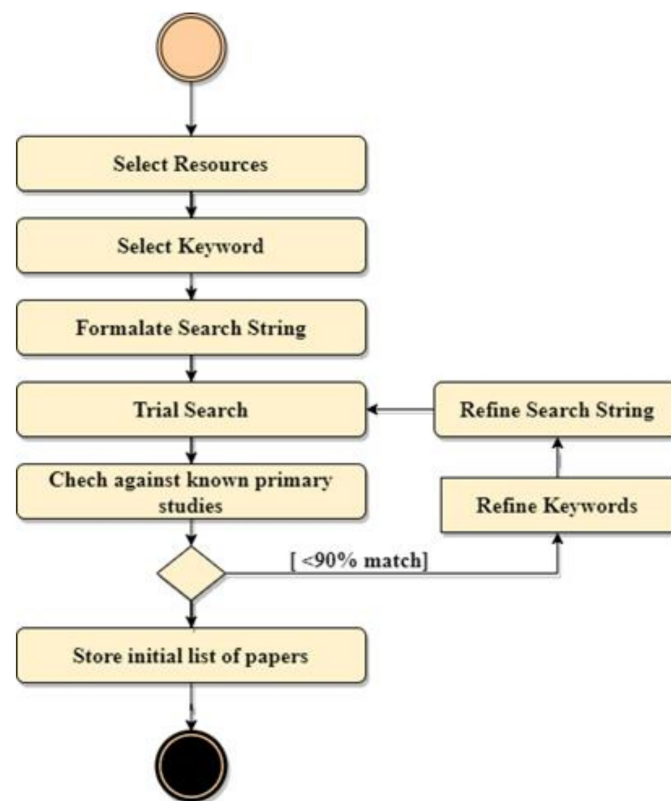 Select Resources
Select Keyword
Formalate Search String
Trial Search
Refine Search String
Chech against known primary
studies
Refine Keywords
[ <90% match]
Store initial list of papers